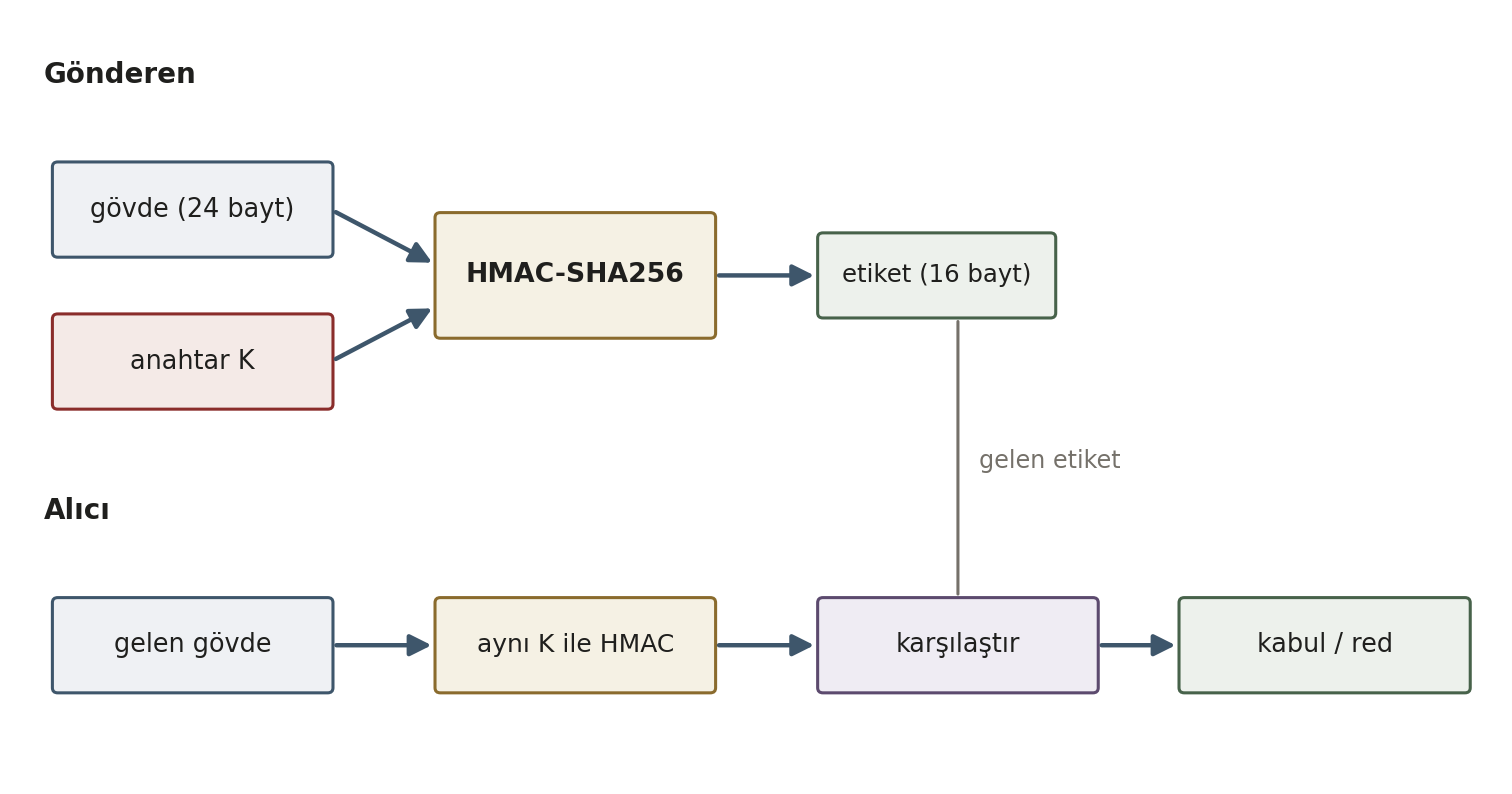 Gönderen
gövde (24 bayt)
anahtar K
HMAC-SHA256
etiket (16 bayt)
gelen etiket
Alıcı
gelen gövde
aynı K ile HMAC
karşılaştır
kabul / red